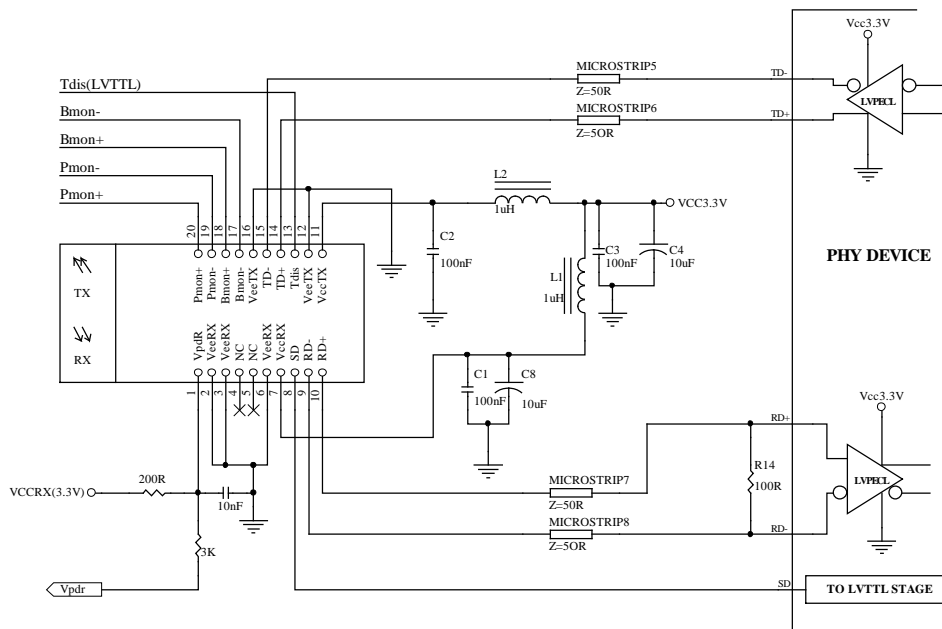 Vcc3.3V
MICROSTRIP5
TD-
Z=50R
LVPECL
Tdis(LVTTL)
Bmon-
MICROSTRIP6
TD+
Z=5OR
Bmon+
Pmon-
L2
Pmon+
1uH
VCC3.3V
20
19
18
17
16
15
14
13
12
11
C2
100nF
C3
100nF
C4
10uF
PHY DEVICE
TX
Pmon+
Pmon-
Bmon+
Bmon-
VeeTX
TD-
TD+
Tdis
VeeTX
VccTX
L1
1uH
RX
VpdR
VeeRX
VeeRX
NC
NC
VeeRX
VccRX
SD
RD-
RD+
1
2
3
4
5
6
7
8
9
10
C1
100nF
C8
10uF
Vcc3.3V
RD+
200R
VCCRX(3.3V)
10nF
MICROSTRIP7
Z=50R
R14
100R
LVPECL
MICROSTRIP8
Z=5OR
RD-
3K
Vpdr
SD
TO LVTTL STAGE